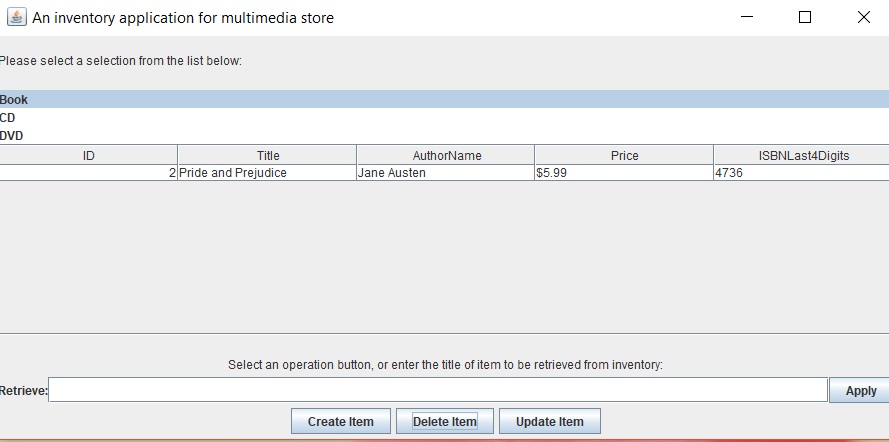 An inventory application for multimedia store
Please select a selection from the list below:
Book
CD
DVD
ID Title AuthorName Price ISBNLast4Digits
2 Pride and Prejudice Jane Austen $5.99 4736
Select an operation button, or enter the title of item to be retrieved from inventory:
Retrieve: Apply
Create Item Delete Item Update Item